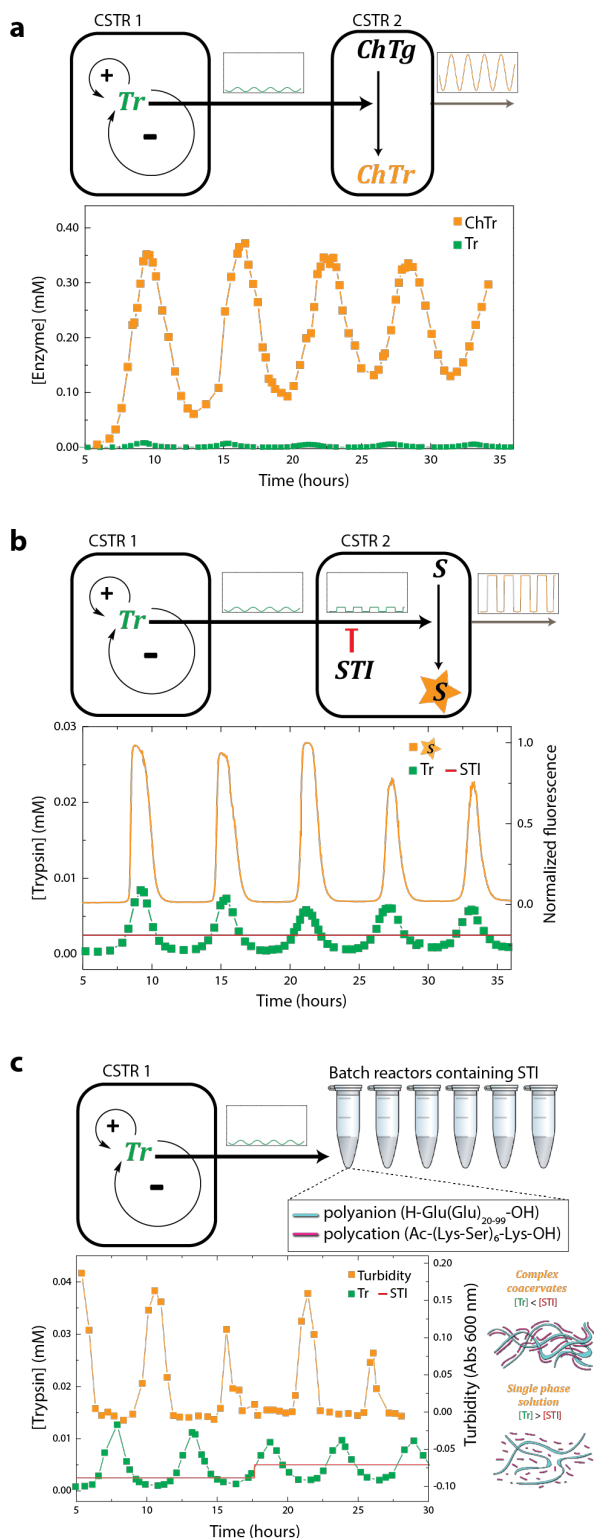 a
CSTR 1
CSTR 2
+
Tr
-
ChTg
ChTr
ChTr
Tr
[Enzyme] (mM)
0.40
0.30
0.20
0.10
0.00
5 10 15 20 25 30 35
Time (hours)
b
CSTR 1
CSTR 2
+
Tr
-
STI
S
S
S
Tr STI
[Trypsin] (mM)
0.03
0.02
0.01
0.00
Normalized fluorescence
1.0
0.5
0.0
5 10 15 20 25 30 35
Time (hours)
c
CSTR 1
Batch reactors containing STI
+
Tr
-
polyanion (H-Glu(Glu)20-99-OH)
polycation (Ac-(Lys-Ser)6-Lys-OH)
Turbidity
Tr STI
[Trypsin] (mM)
0.04
0.03
0.02
0.01
0.00
Turbidity (Abs 600 nm)
0.20
0.15
0.10
0.05
0.00
-0.05
-0.10
5 10 15 20 25 30
Time (hours)
Complex
coacervates
[Tr] < [STI]
Single phase
solution
[Tr] > [STI]